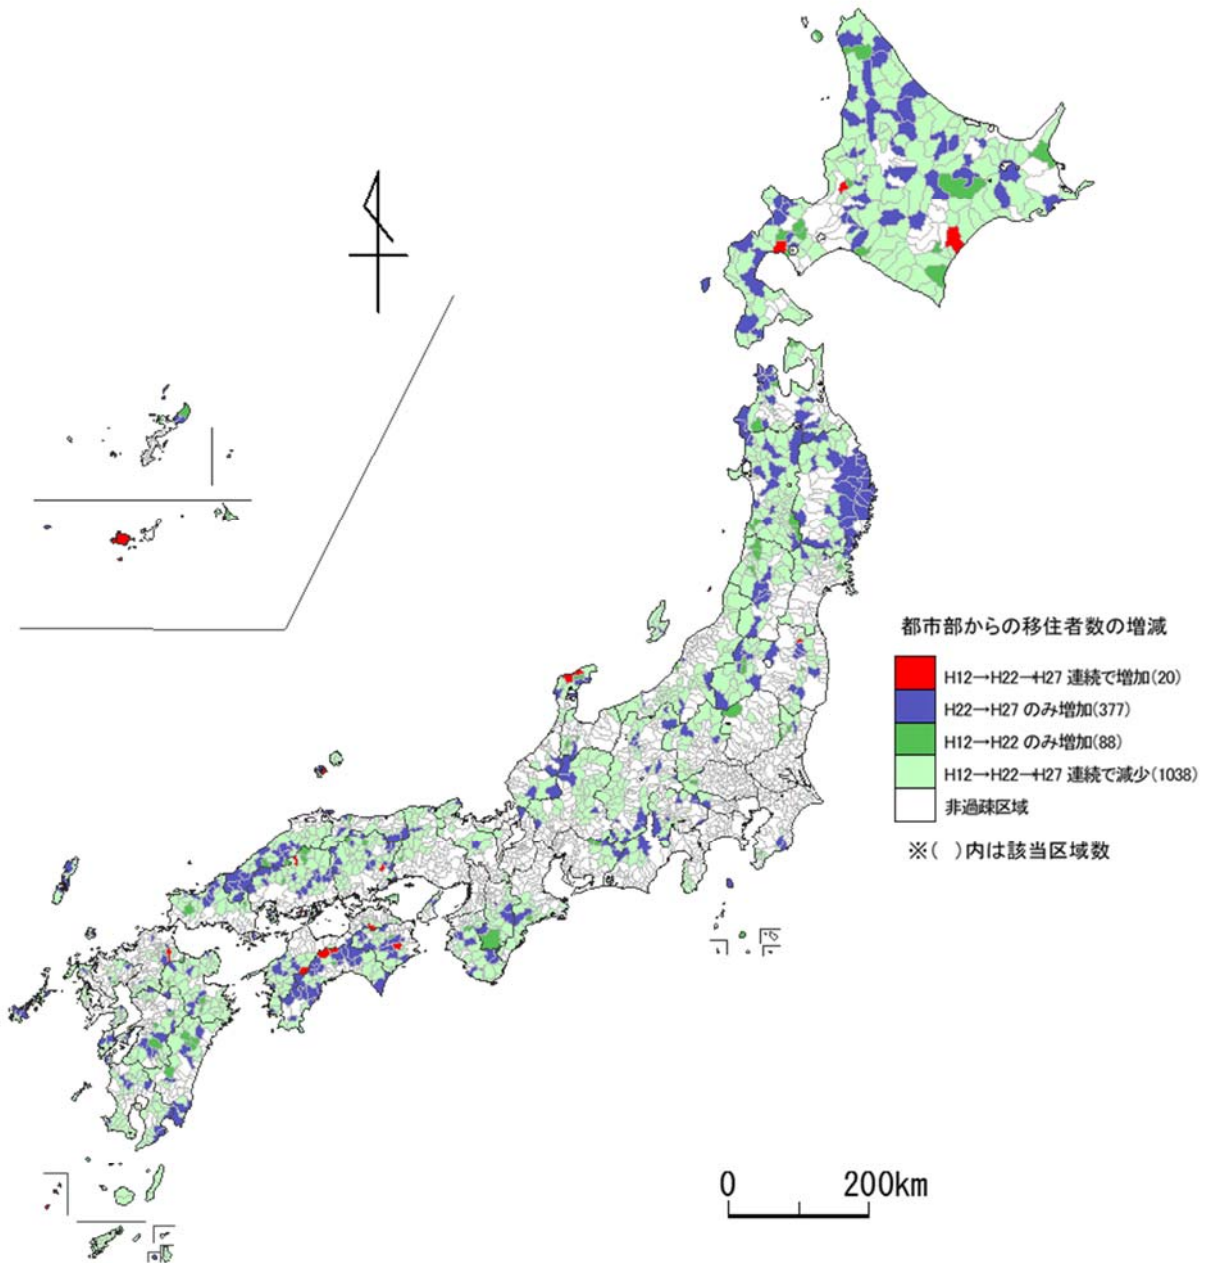 都市部からの移住者数の増減
H12→H22→H27 連続で増加(20)
H22→H27 のみ増加(377)
H12→H22 のみ増加(88)
H12→H22→H27 連続で減少(1038)
非過疎区域
※( )内は該当区域数
0 200km